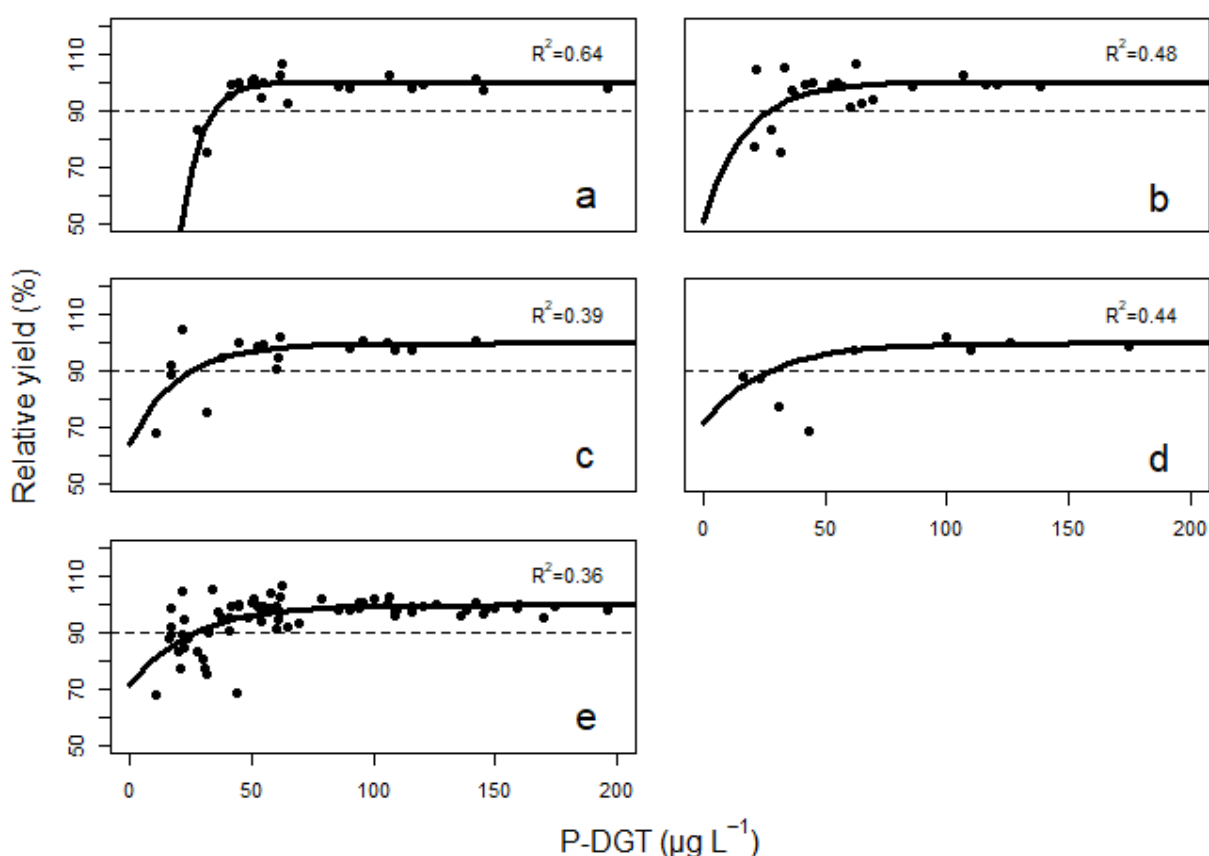 110
90
70
50
R²=0.64
a
R²=0.48
b
Relative yield (%)
110
90
70
50
R²=0.39
c
R²=0.44
d
0 50 100 150 200
110
90
70
50
R²=0.36
e
0 50 100 150 200
P-DGT (µg L⁻¹)